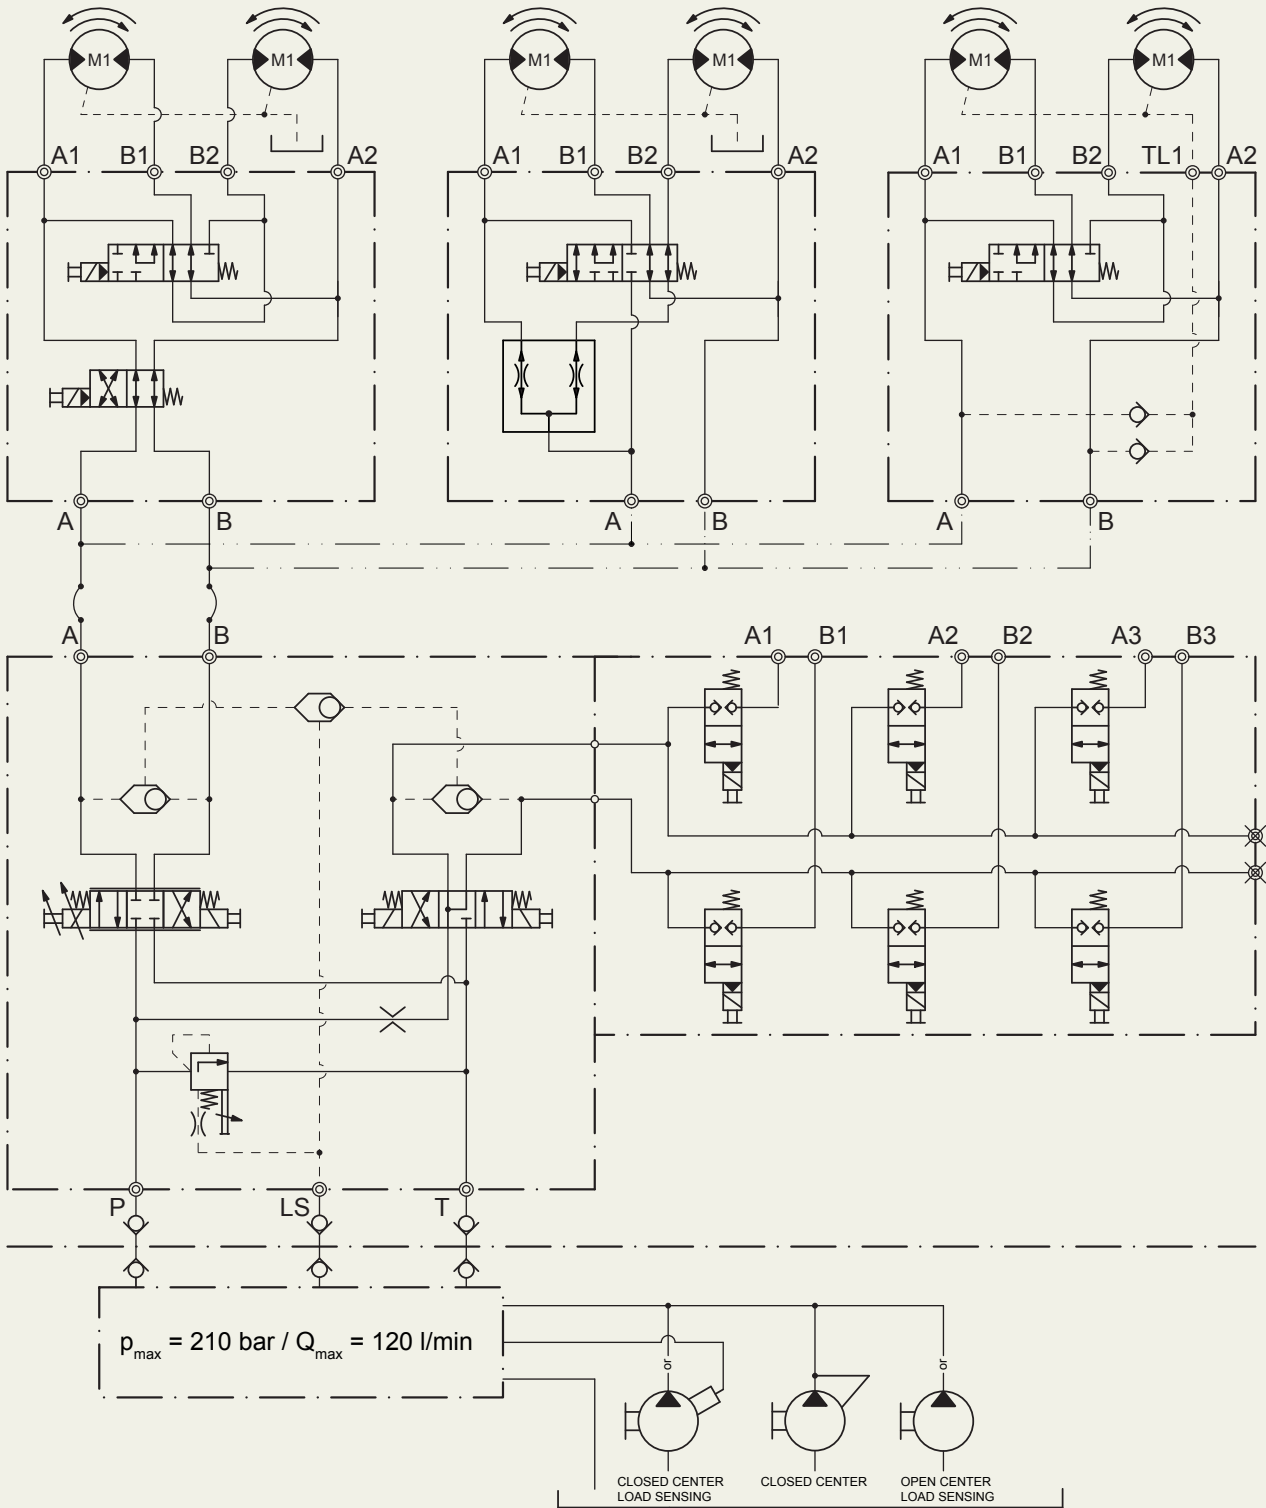 M1 M1 M1 M1 M1 M1
A1 B1 B2 A2 A1 B1 B2 A2 A1 B1 B2 TL1 A2
A B A B A B
A B A1 B1 A2 B2 A3 B3
P LS T
pmax = 210 bar / Qmax = 120 l/min
or or
CLOSED CENTER CLOSED CENTER OPEN CENTER
LOAD SENSING LOAD SENSING